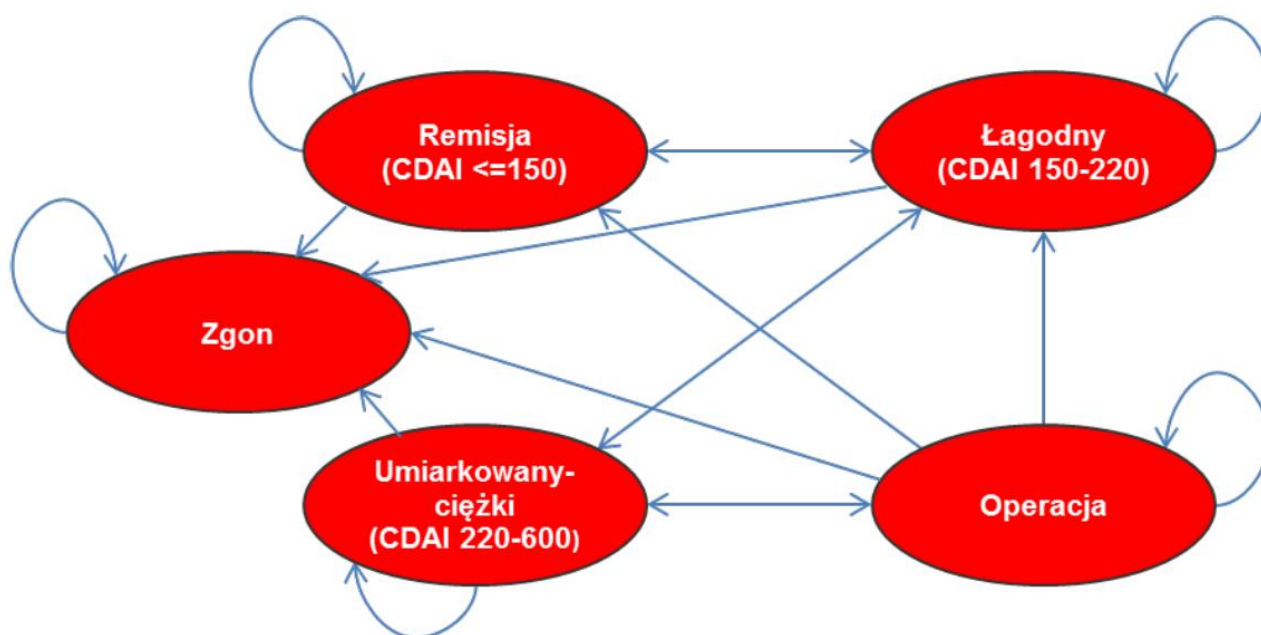 Remisja
(CDAI <=150)
Łagodny
(CDAI 150-220)
Zgon
Umiarkowany-
ciężki
(CDAI 220-600)
Operacja